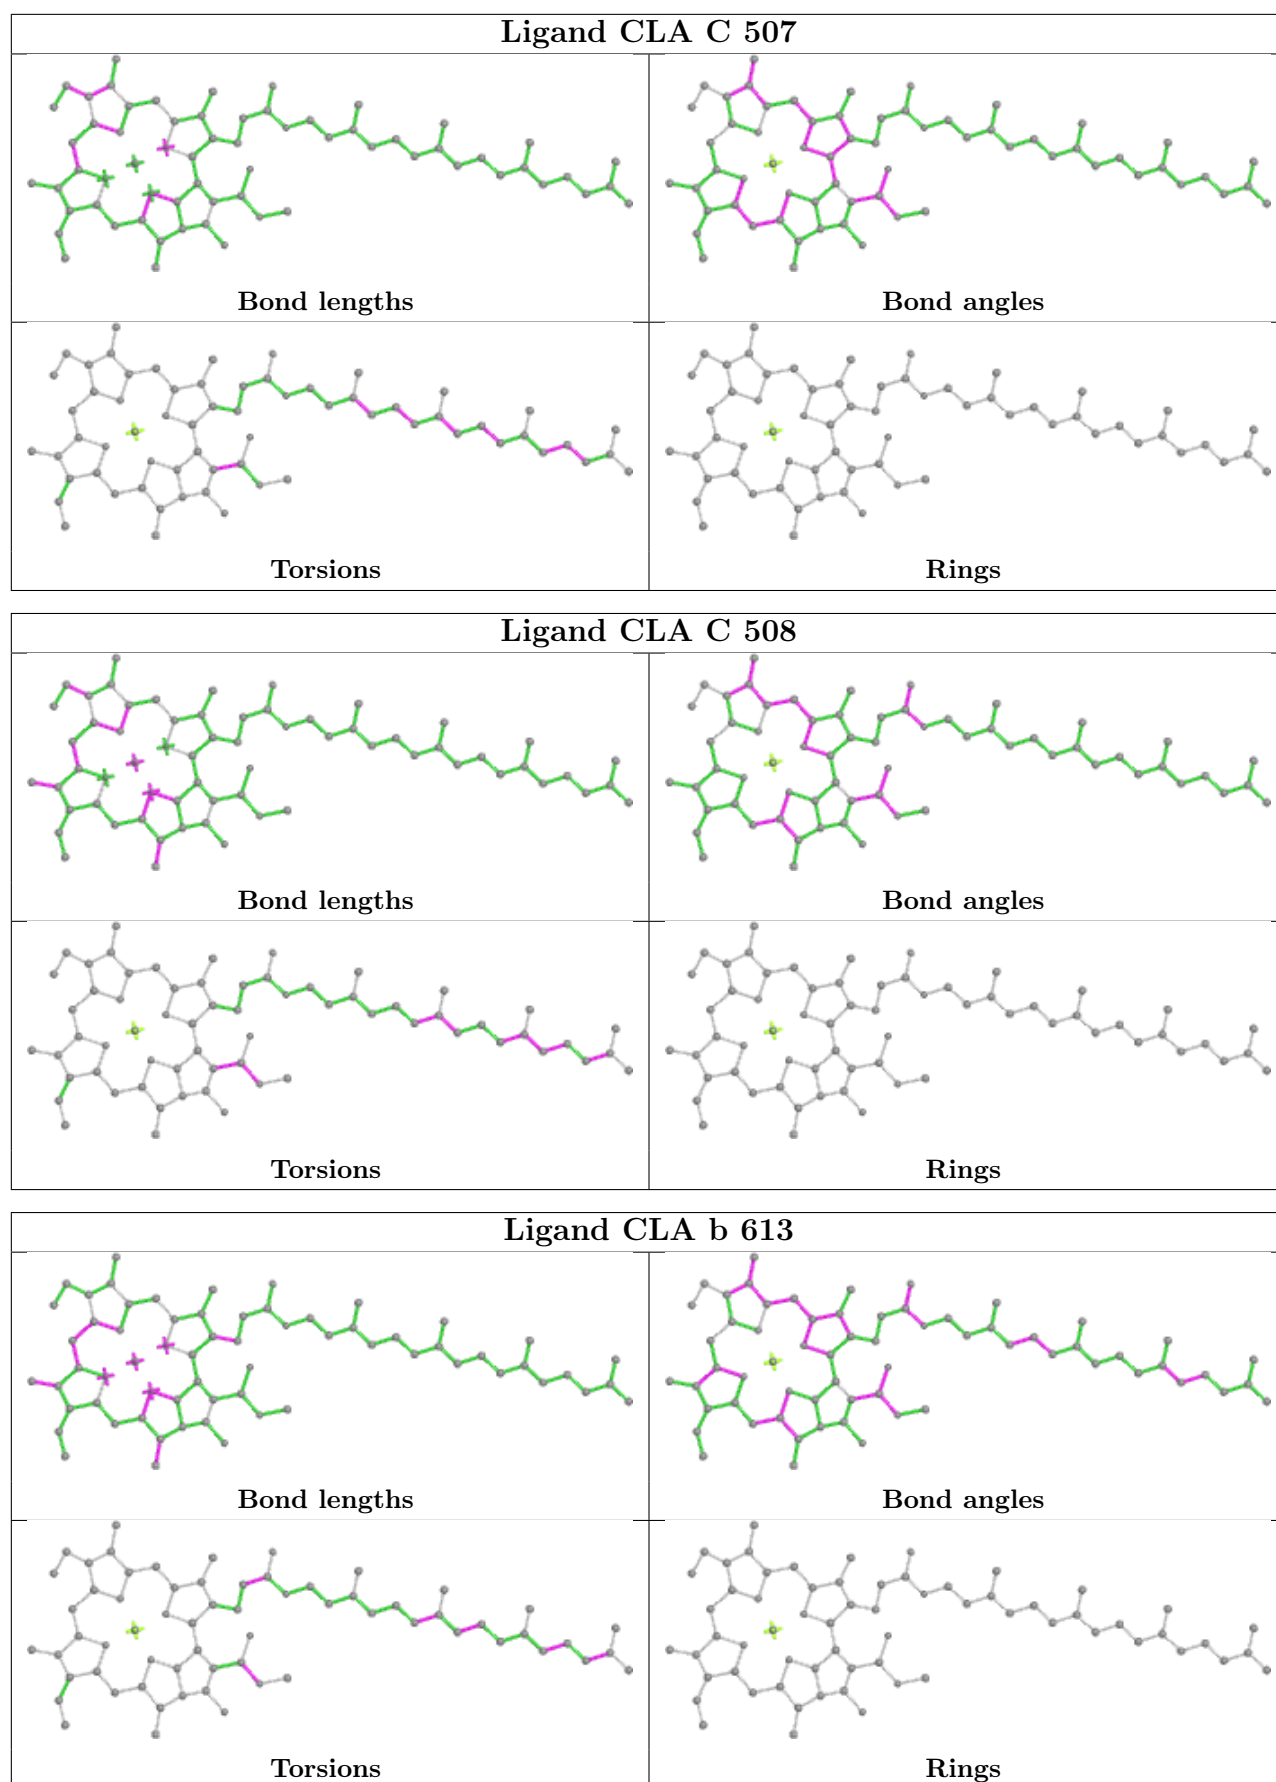 Ligand CLA C 507
Bond lengths
Bond angles
Torsions
Rings
Ligand CLA C 508
Bond lengths
Bond angles
Torsions
Rings
Ligand CLA b 613
Bond lengths
Bond angles
Torsions
Rings